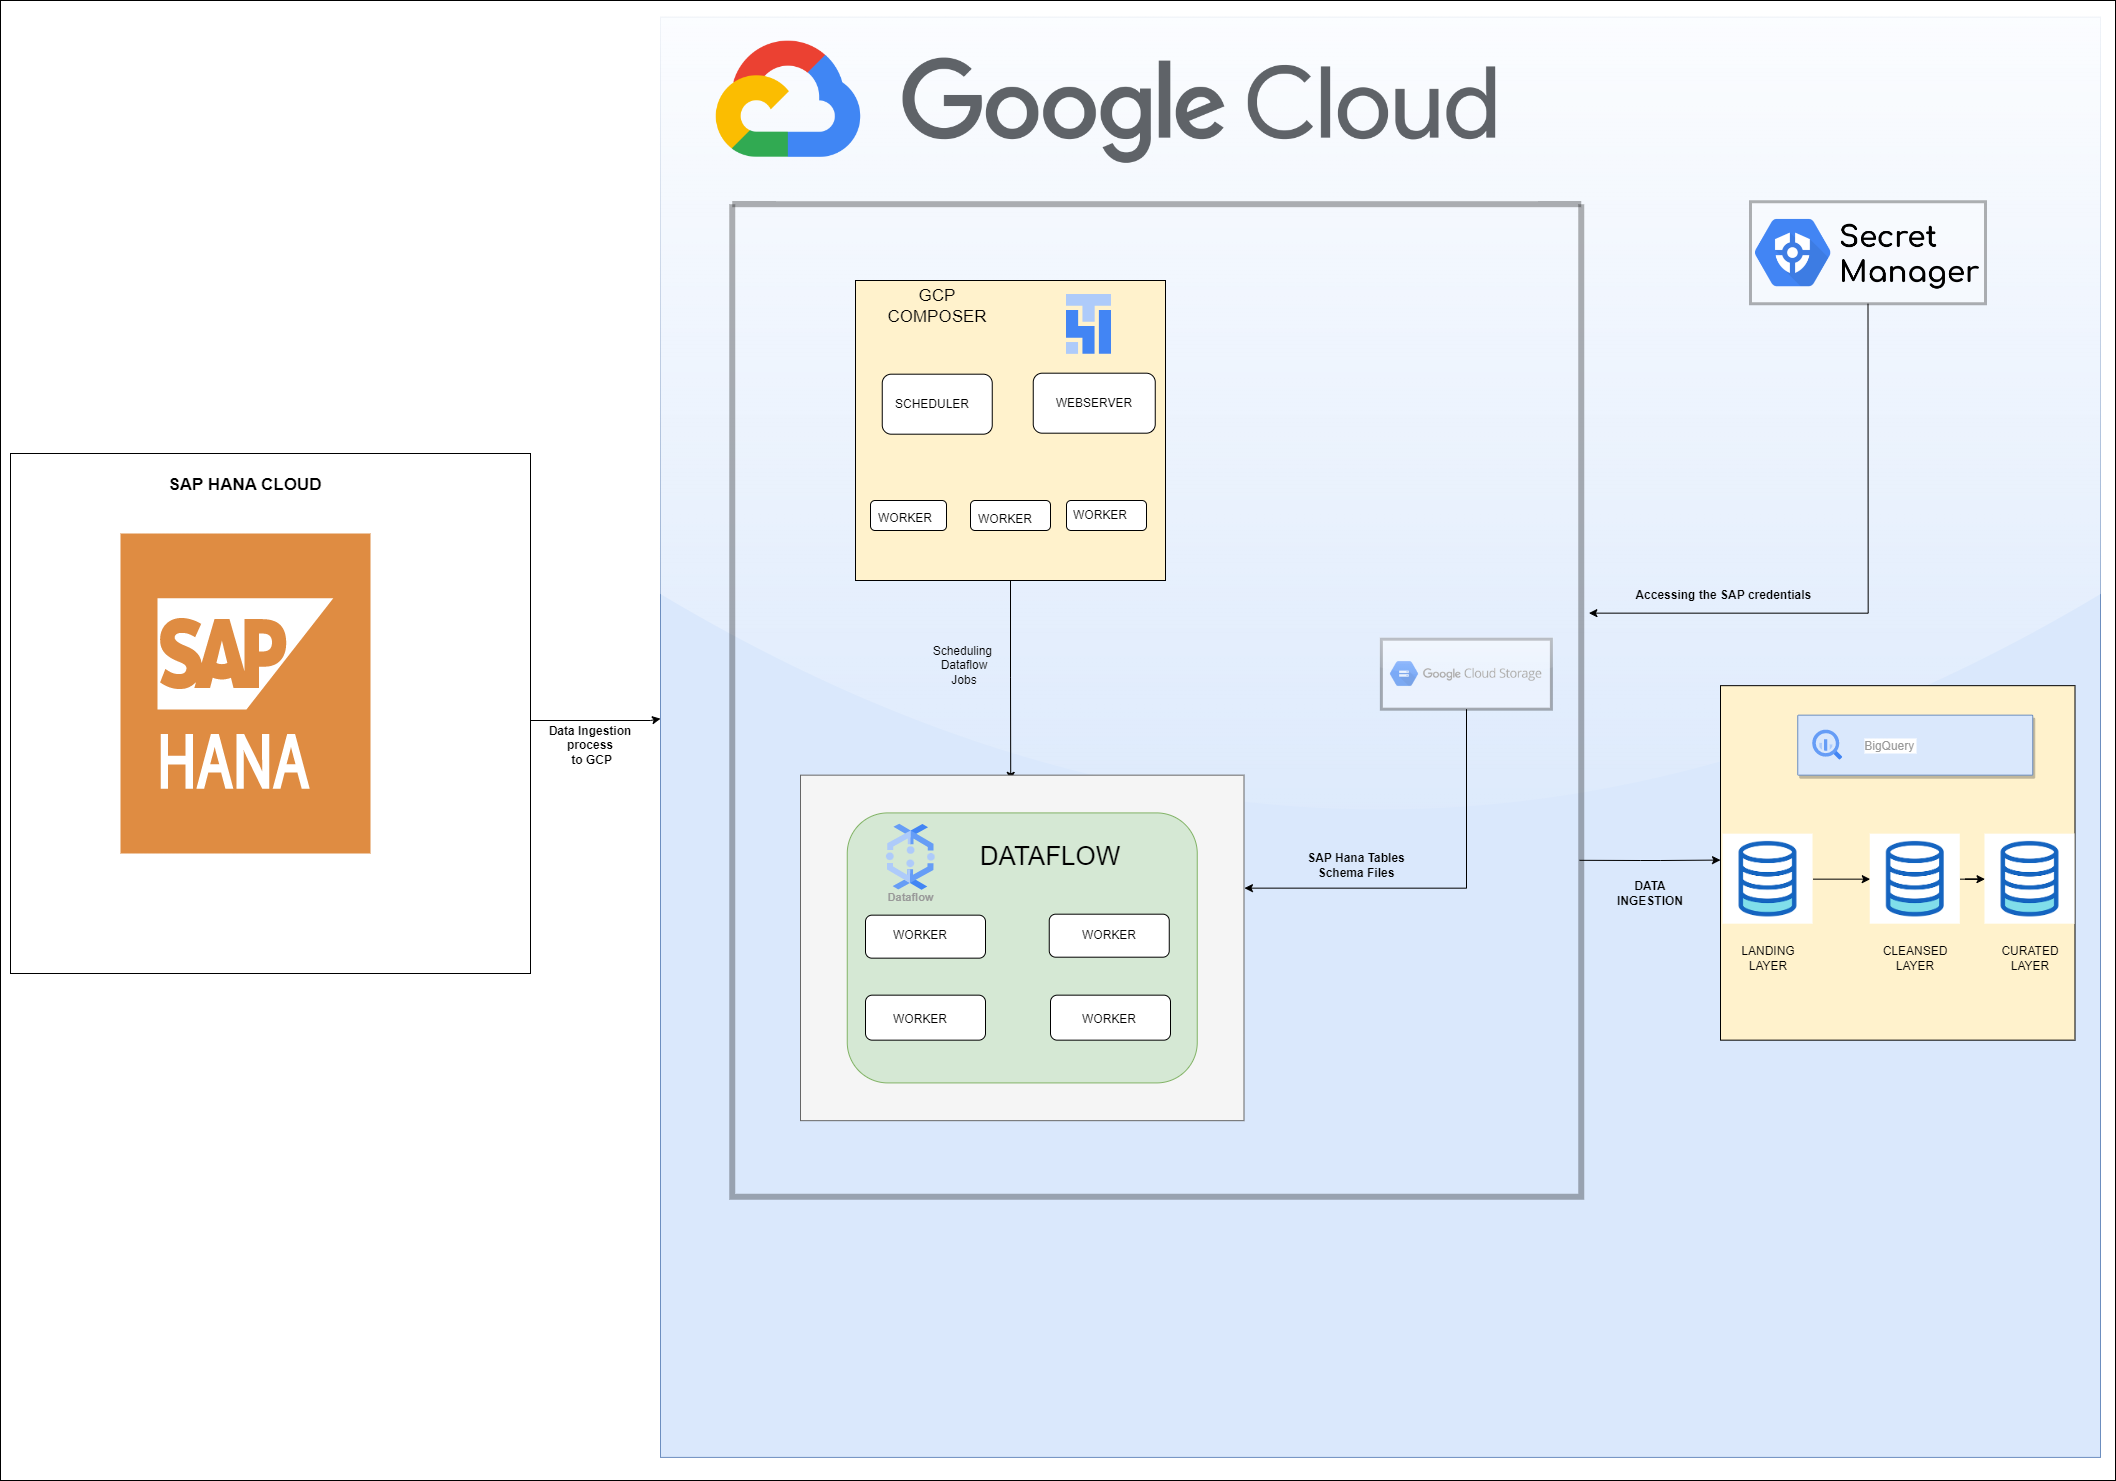 Google Cloud
Secret
Manager
GCP
COMPOSER
SCHEDULER
WEBSERVER
WORKER
WORKER
WORKER
SAP HANA CLOUD
SAP
HANA
Data Ingestion
process
to GCP
Scheduling
Dataflow
Jobs
Accessing the SAP credentials
Google Cloud Storage
BigQuery
DATAFLOW
Dataflow
WORKER
WORKER
WORKER
WORKER
SAP Hana Tables
Schema Files
DATA
INGESTION
LANDING
LAYER
CLEANSED
LAYER
CURATED
LAYER